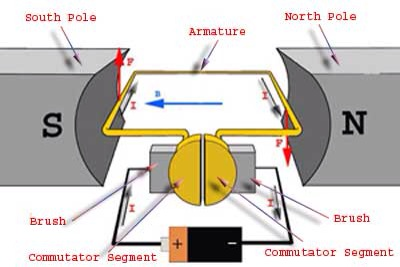 South Pole
North Pole
Armature
F
I
B
I
S
N
F
Brush
I
I
Brush
Commutator Segment
+
-
Commutator Segment